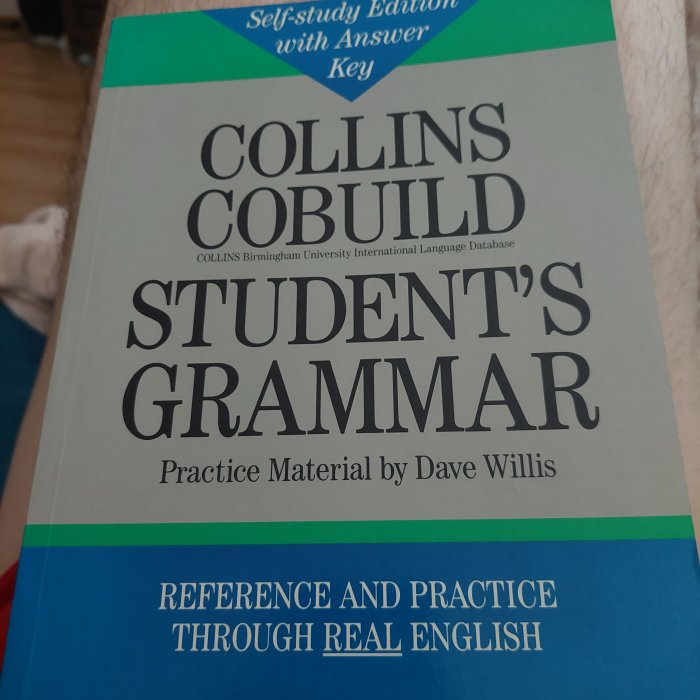 Self-study Edition
with Answer
Key
COLLINS
COBUILD
COLLINS Birmingham University International Language Database
STUDENT'S
GRAMMAR
Practice Material by Dave Willis
REFERENCE AND PRACTICE
THROUGH REAL ENGLISH